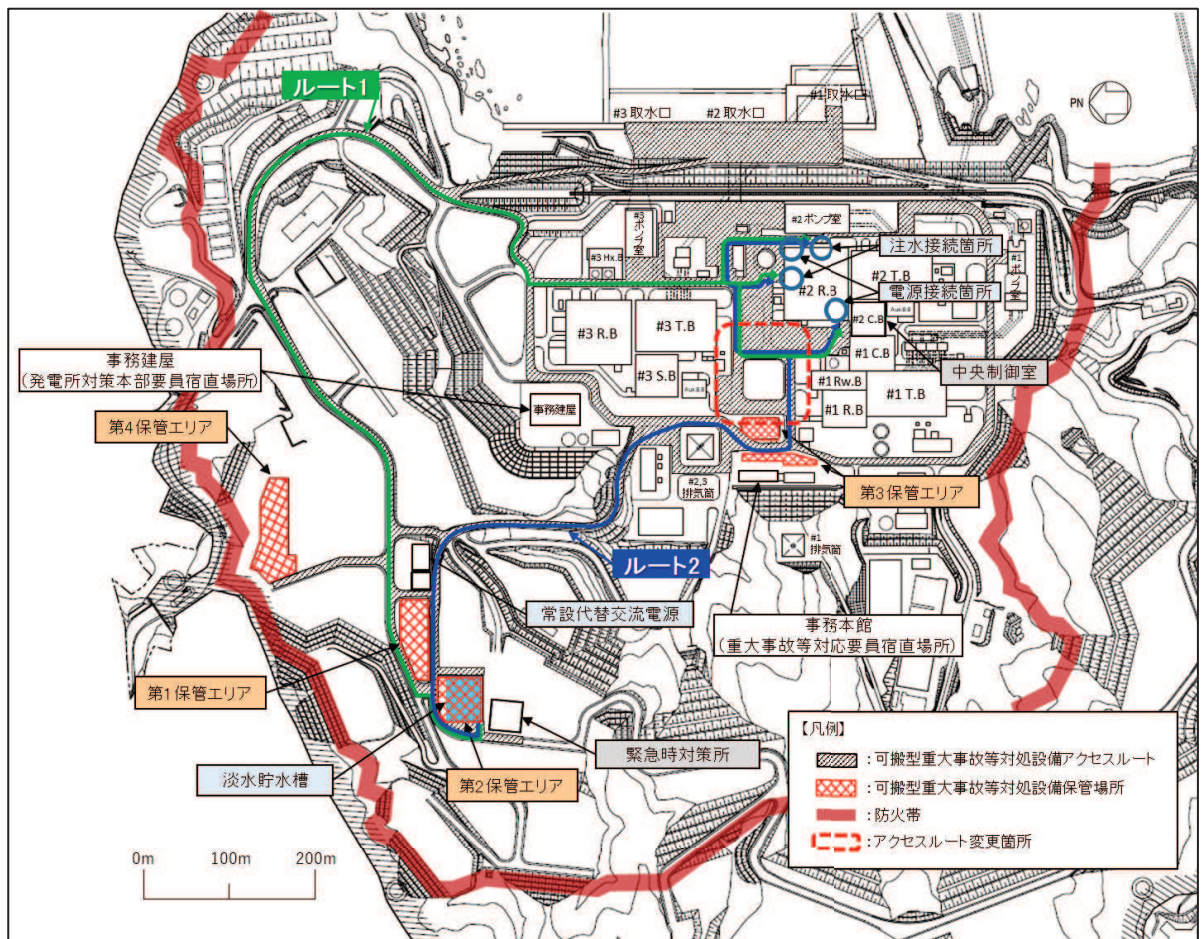 ルート1
#3 取水口
#2 取水口
#1 取水口
PN
#3
ポンプ
室
#2 ポンプ室
#1
ポンプ
室
注水接続箇所
#3 Hx.B
#2 T.B
#2 R.B
電源接続箇所
#3 R.B
#3 T.B
#2 C.B
#1 C.B
中央制御室
事務建屋
(発電所対策本部要員宿直場所)
#3 S.B
#1 Rw.B
#1 R.B
#1 T.B
事務建屋
第4保管エリア
#2,3
排気筒
第3保管エリア
#1
排気筒
ルート2
常設代替交流電源
事務本館
(重大事故等対応要員宿直場所)
第1保管エリア
緊急時対策所
淡水貯水槽
第2保管エリア
【凡例】
:可搬型重大事故等対処設備アクセスルート
:可搬型重大事故等対処設備保管場所
:防火帯
:アクセスルート変更箇所
0m
100m
200m